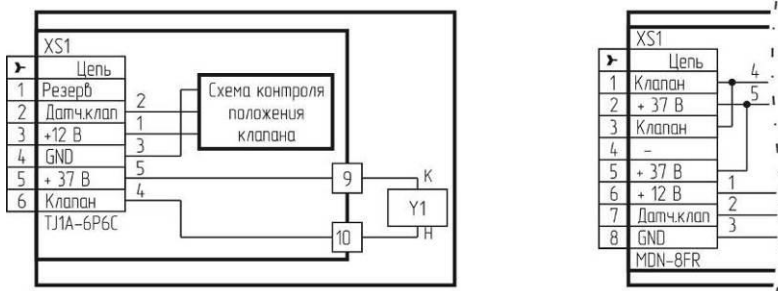 XS1
Цепь
1 Резерв
2 Датч.клап 2
3 +12 В 1
4 GND 3
5 + 37 В 5
6 Клапан 4
TJ1A-6P6C
Схема контроля
положения
клапана
9 К
Y1
10 Н
XS1
Цепь
1 Клапан 4
2 + 37 В 5
3 Клапан
4 -
5 + 37 В
6 + 12 В 1
7 Датч.клап 2
8 GND 3
MDN-8FR